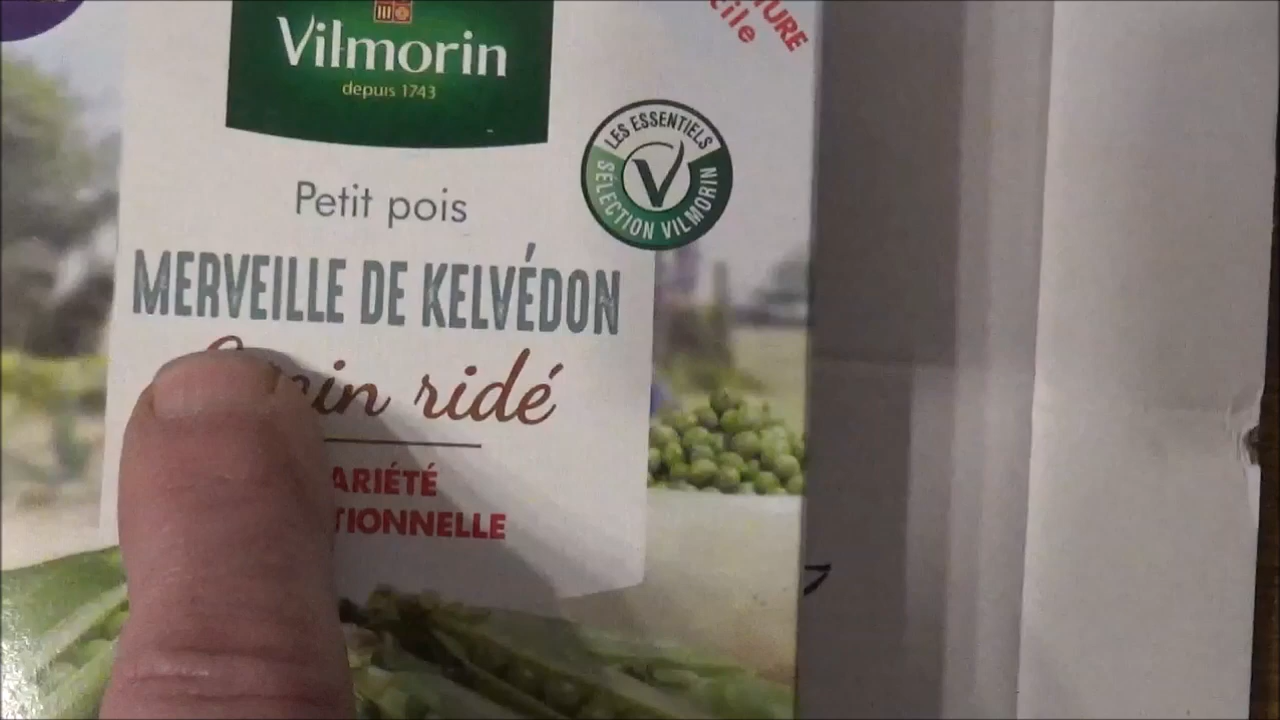 Vilmorin
depuis 1743
LES ESSENTIELS
SÉLECTION VILMORIN
Petit pois
MERVEILLE DE KELVÉDON
ridé